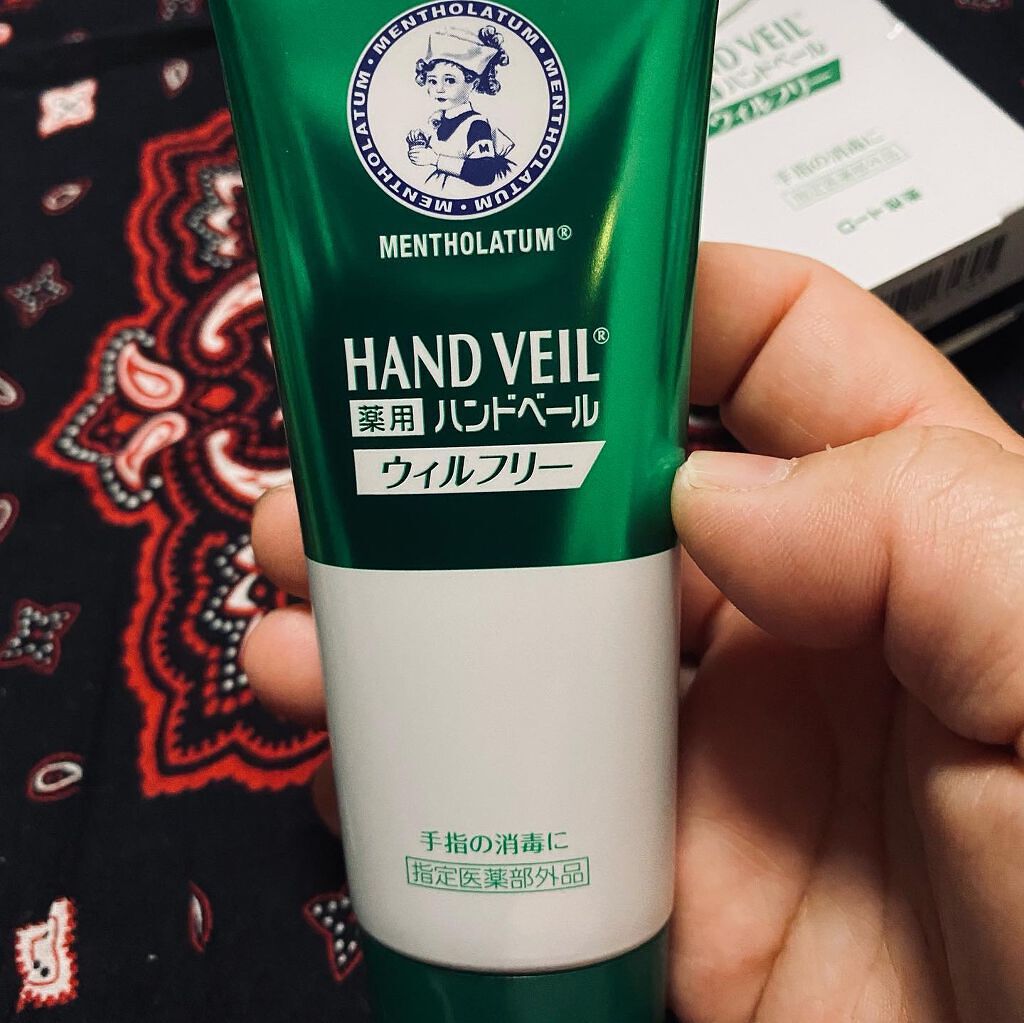 MENTHOLATUM · MENTHOLATUM · MENTHOLATUM · MENTHOLATUM ·
M
MENTHOLATUM®
HAND VEIL®
薬用 ハンドベール
ウィルフリー
手指の消毒に
指定医薬部外品
D VEIL
ハンドベール
ウィルフリー
手指の消毒に
指定医薬部外品
ロート製薬